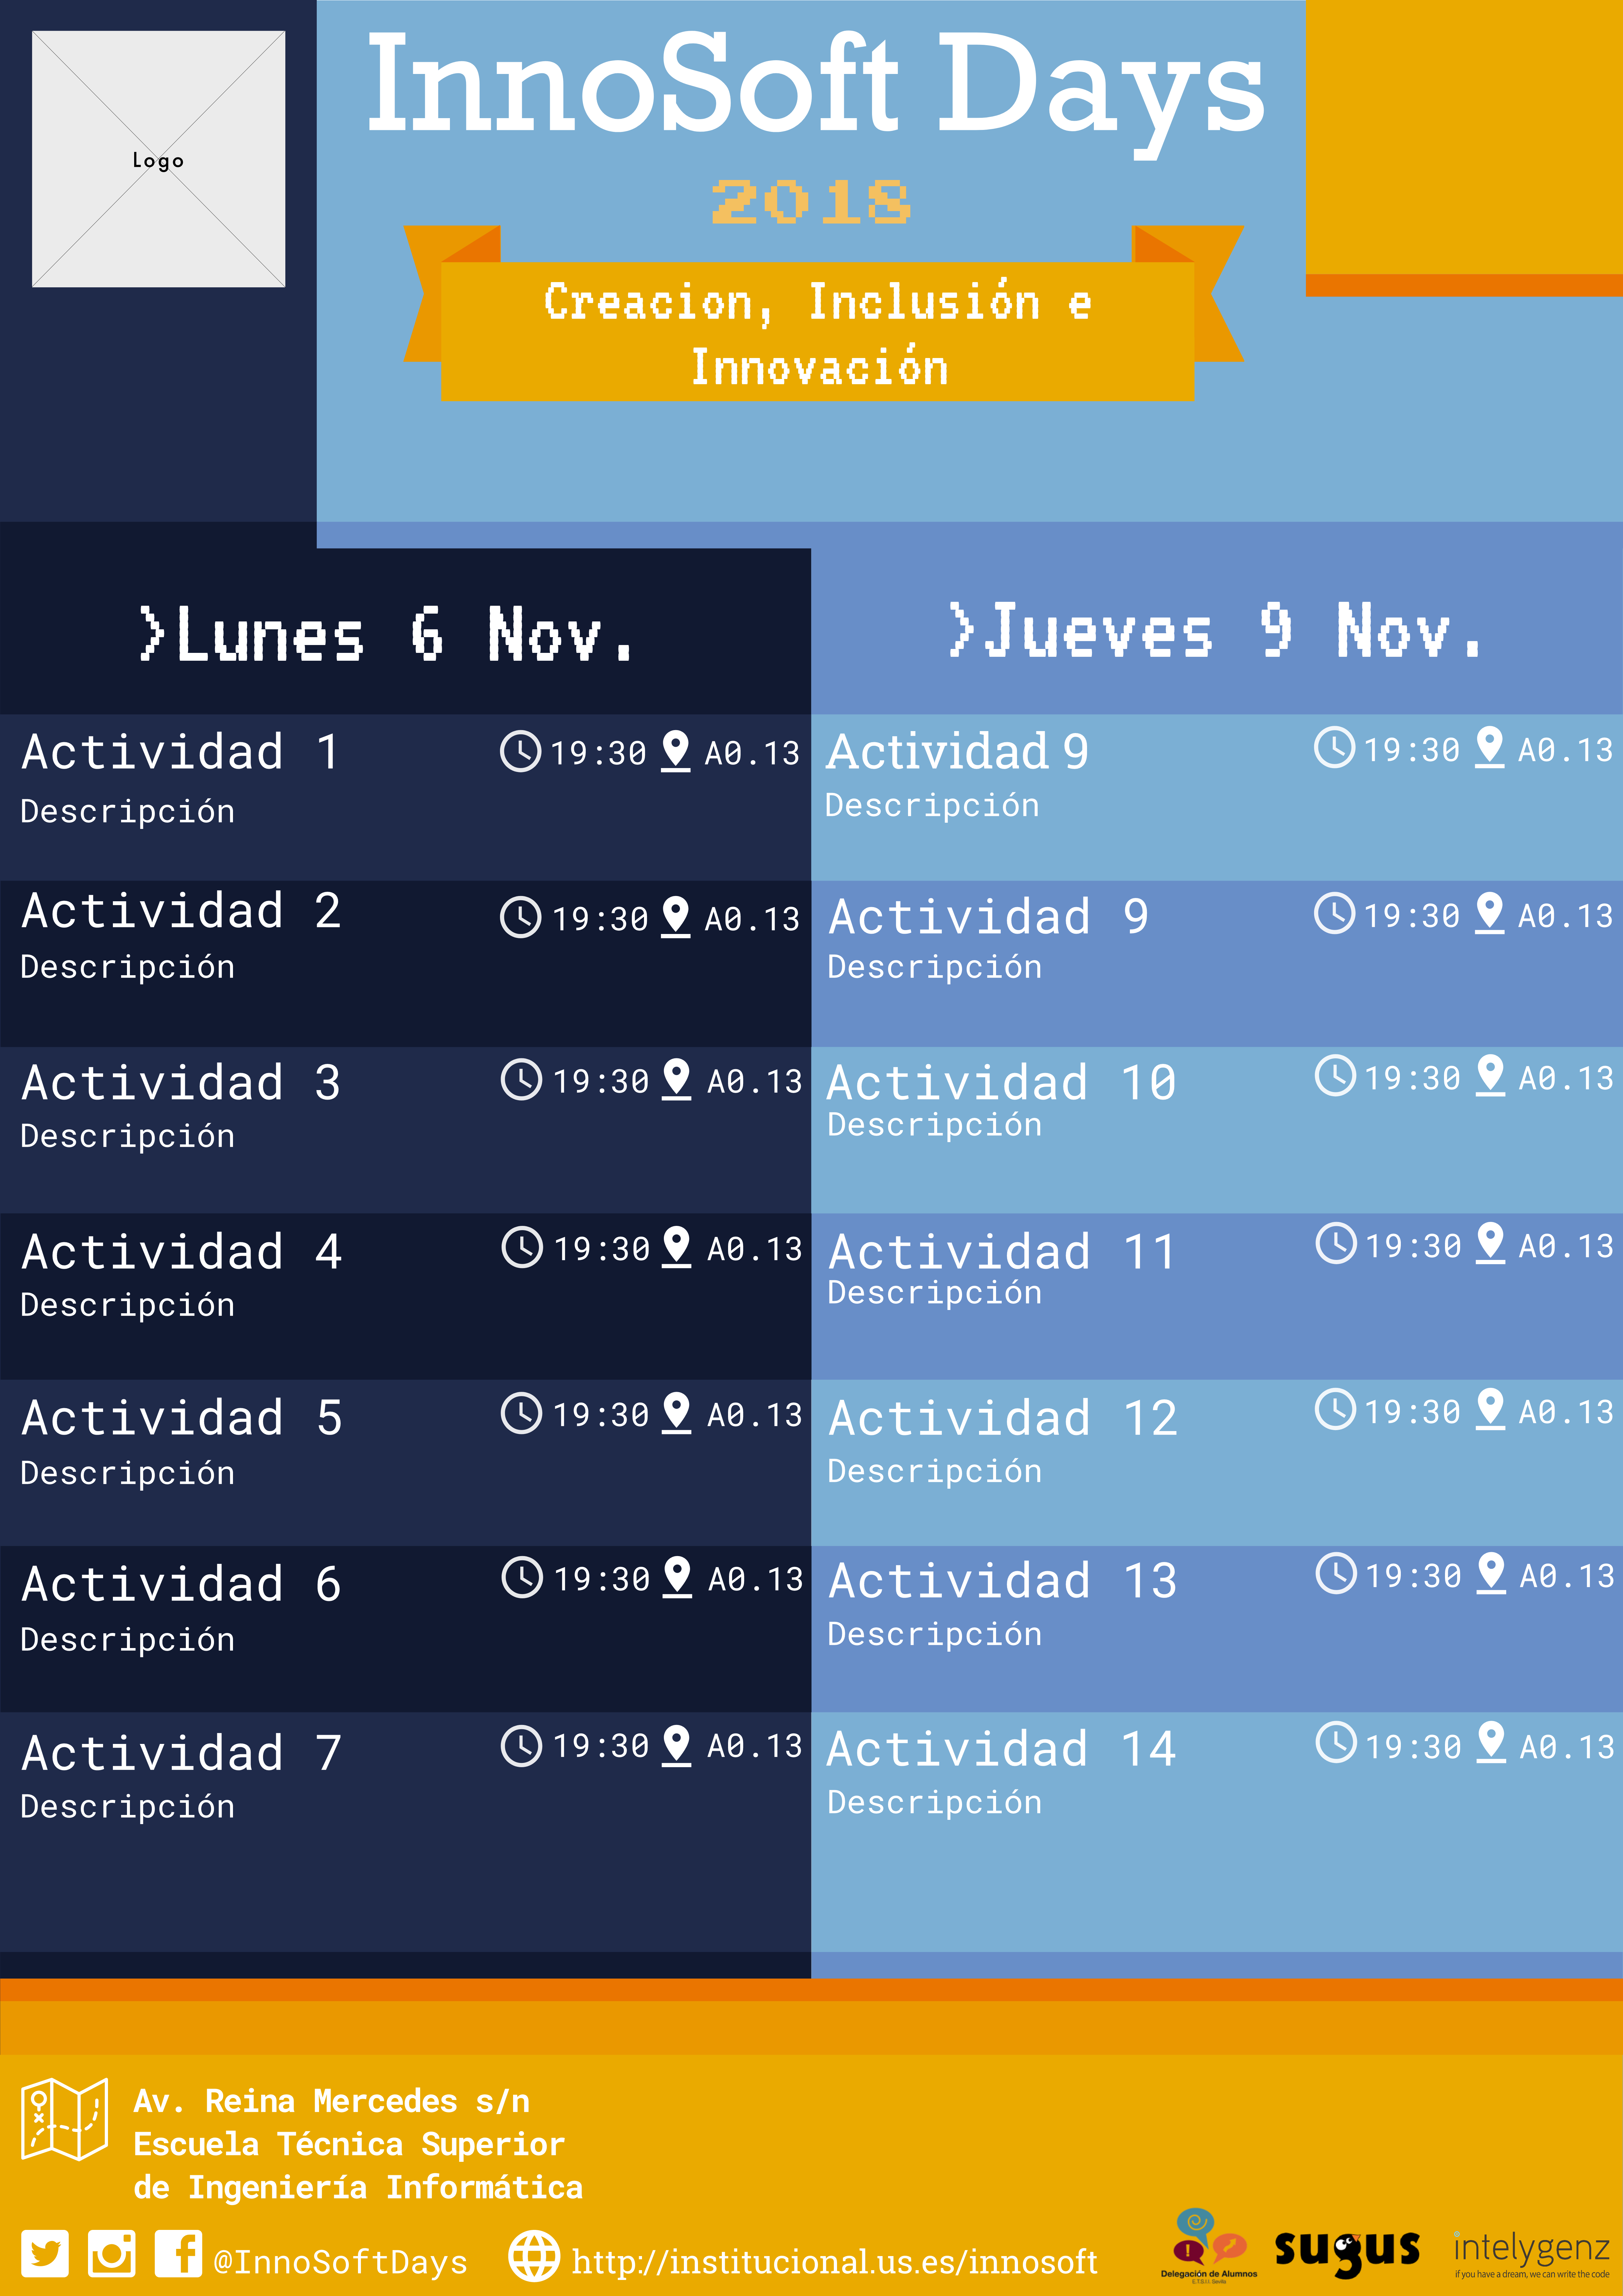 Logo
InnoSoft Days
2018
Creacion, Inclusión e
Innovación
>Lunes 6 Nov.
Actividad 1 19:30 A0.13
Descripción
Actividad 2 19:30 A0.13
Descripción
Actividad 3 19:30 A0.13
Descripción
Actividad 4 19:30 A0.13
Descripción
Actividad 5 19:30 A0.13
Descripción
Actividad 6 19:30 A0.13
Descripción
Actividad 7 19:30 A0.13
Descripción
>Jueves 9 Nov.
Actividad 9 19:30 A0.13
Descripción
Actividad 9 19:30 A0.13
Descripción
Actividad 10 19:30 A0.13
Descripción
Actividad 11 19:30 A0.13
Descripción
Actividad 12 19:30 A0.13
Descripción
Actividad 13 19:30 A0.13
Descripción
Actividad 14 19:30 A0.13
Descripción
Av. Reina Mercedes s/n
Escuela Técnica Superior
de Ingeniería Informática
@InnoSoftDays
http://institucional.us.es/innosoft
Delegación de Alumnos
E.T.S.I.I. Sevilla
sugus
intelygenz
if you have a dream, we can write the code